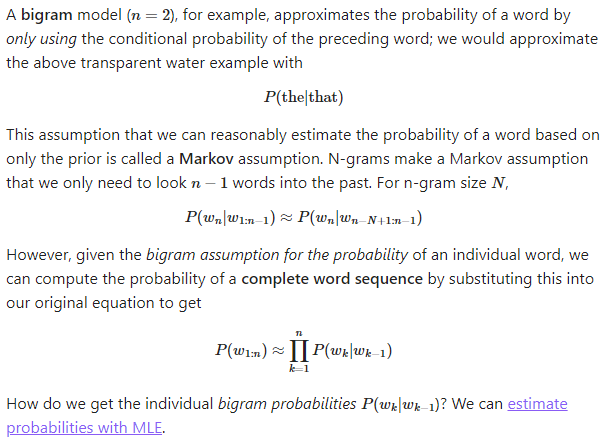 A bigram model (n = 2), for example, approximates the probability of a word by
only using the conditional probability of the preceding word; we would approximate
the above transparent water example with
P(the|that)
This assumption that we can reasonably estimate the probability of a word based on
only the prior is called a Markov assumption. N-grams make a Markov assumption
that we only need to look n − 1 words into the past. For n-gram size N,
P(wₙ|w₁:ₙ₋₁) ≈ P(wₙ|wₙ₋N₊₁:ₙ₋₁)
However, given the bigram assumption for the probability of an individual word, we
can compute the probability of a complete word sequence by substituting this into
our original equation to get
P(w₁:ₙ) ≈ ∏ₖ₌₁ⁿ P(wₖ|wₖ₋₁)
How do we get the individual bigram probabilities P(wₖ|wₖ₋₁)? We can estimate
probabilities with MLE.